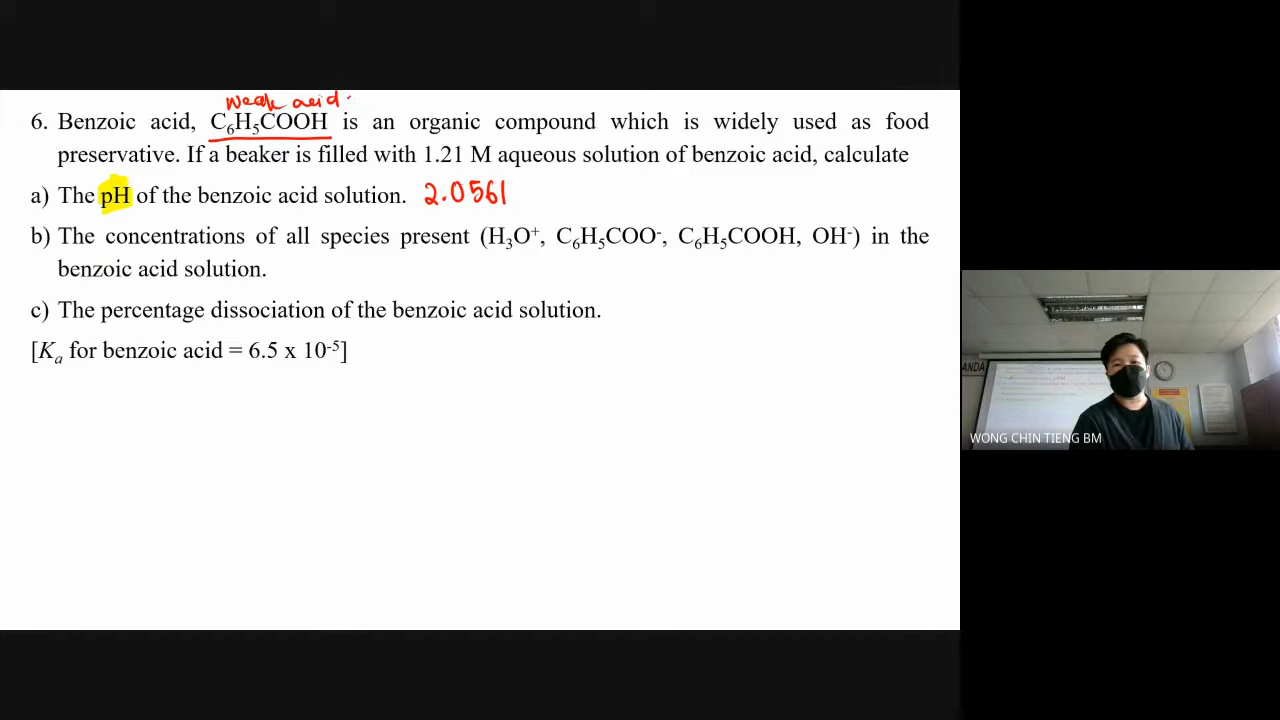 weak acid.
6. Benzoic acid, C₆H₅COOH is an organic compound which is widely used as food
preservative. If a beaker is filled with 1.21 M aqueous solution of benzoic acid, calculate
a) The pH of the benzoic acid solution. 2.0561
b) The concentrations of all species present (H₃O⁺, C₆H₅COO⁻, C₆H₅COOH, OH⁻) in the
benzoic acid solution.
c) The percentage dissociation of the benzoic acid solution.
[Kₐ for benzoic acid = 6.5 x 10⁻⁵]
ANDA
WONG CHIN TIENG BM